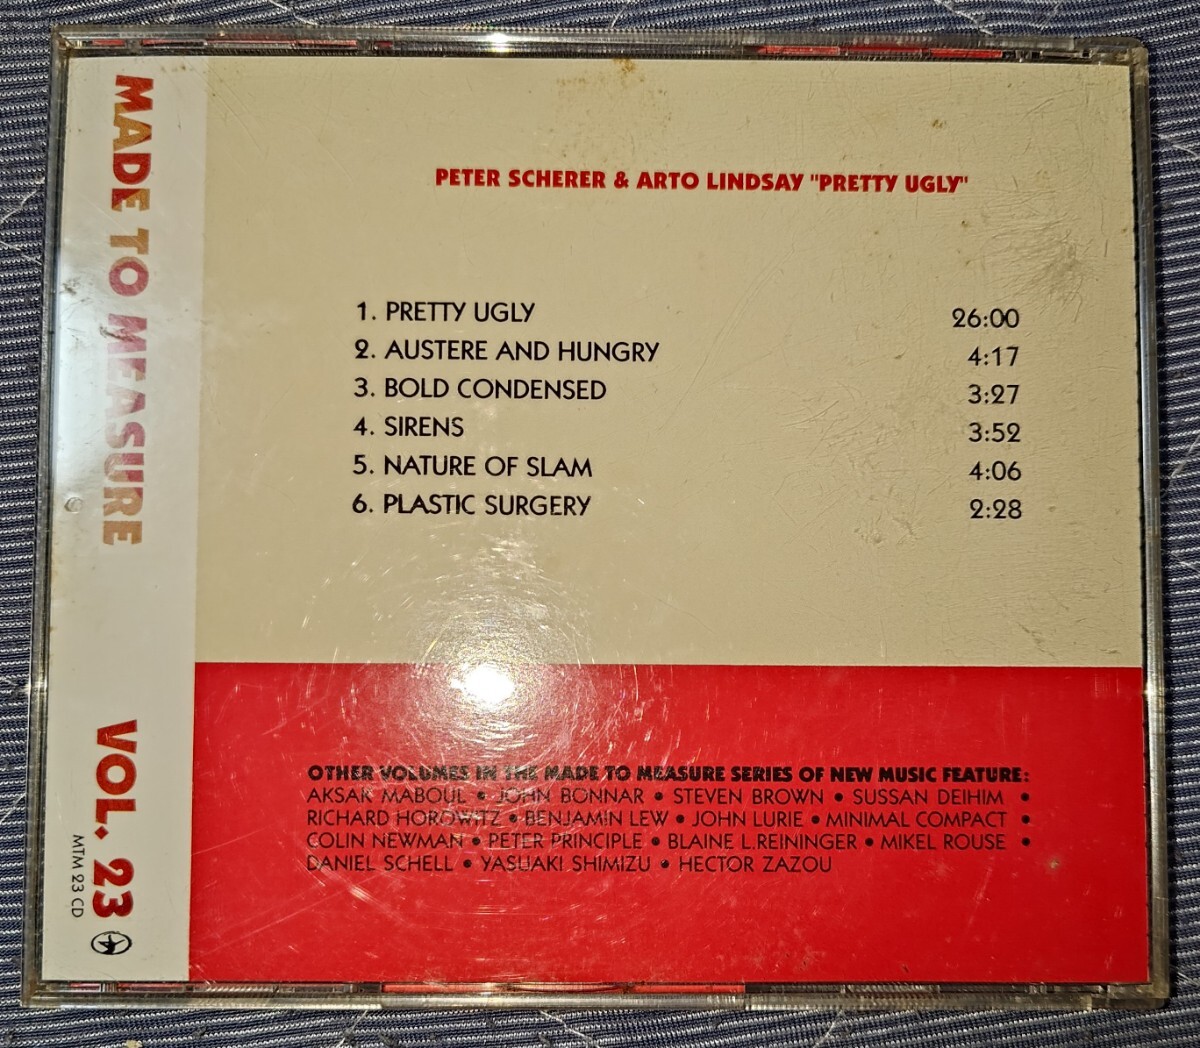 MADE TO MEASURE VOL. 23
MTM 23 CD
PETER SCHERER & ARTO LINDSAY "PRETTY UGLY"
1. PRETTY UGLY 26:00
2. AUSTERE AND HUNGRY 4:17
3. BOLD CONDENSED 3:27
4. SIRENS 3:52
5. NATURE OF SLAM 4:06
6. PLASTIC SURGERY 2:28
OTHER VOLUMES IN THE MADE TO MEASURE SERIES OF NEW MUSIC FEATURE:
AKSAK MABOUL • JOHN BONNAR • STEVEN BROWN • SUSSAN DEIHIM •
RICHARD HOROWITZ • BENJAMIN LEW • JOHN LURIE • MINIMAL COMPACT •
COLIN NEWMAN • PETER PRINCIPLE • BLAINE L.REININGER • MIKEL ROUSE •
DANIEL SCHELL • YASUAKI SHIMIZU • HECTOR ZAZOU